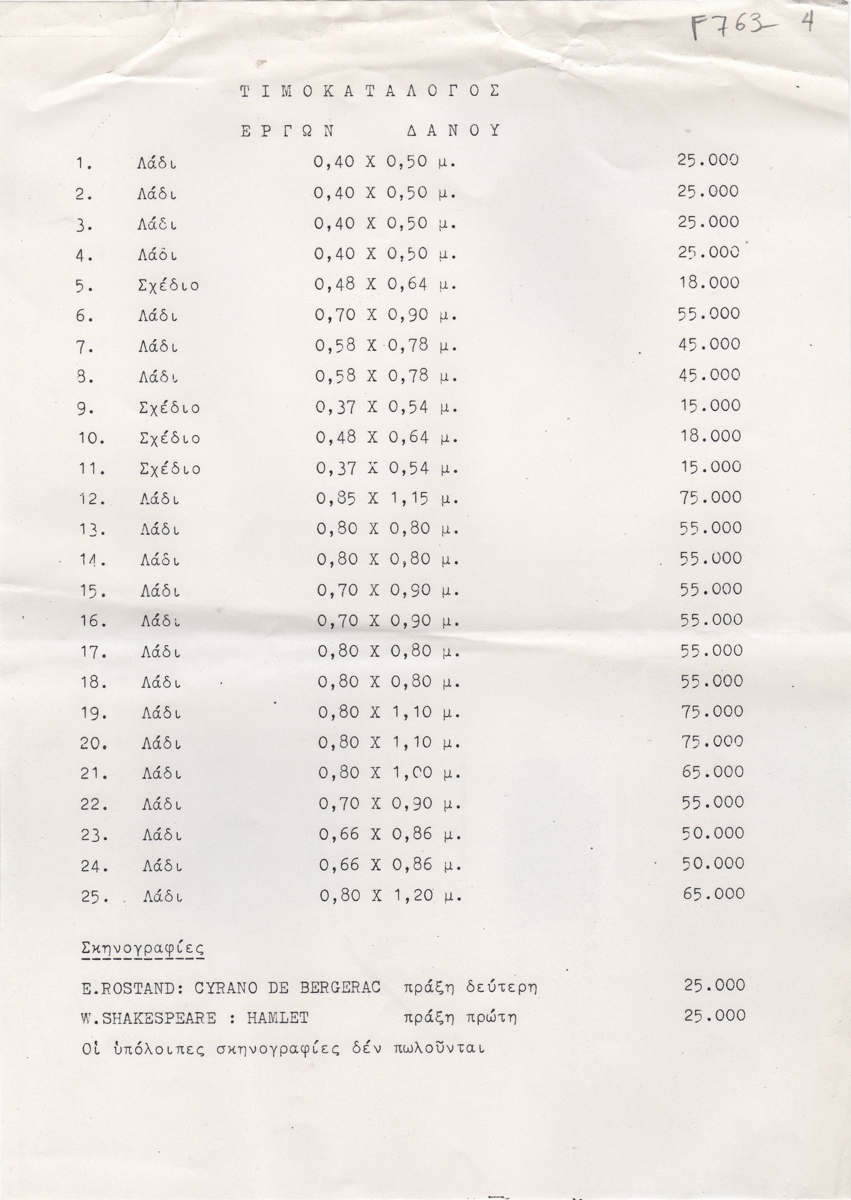 F763 4
ΤΙΜΟΚΑΤΑΛΟΓΟΣ
ΕΡΓΩΝ ΔΑΝΟΥ
1. Λάδι 0,40 Χ 0,50 μ. 25.000
2. Λάδι 0,40 Χ 0,50 μ. 25.000
3. Λάδι 0,40 Χ 0,50 μ. 25.000
4. Λάδι 0,40 Χ 0,50 μ. 25.000
5. Σχέδιο 0,48 Χ 0,64 μ. 18.000
6. Λάδι 0,70 Χ 0,90 μ. 55.000
7. Λάδι 0,58 Χ 0,78 μ. 45.000
8. Λάδι 0,58 Χ 0,78 μ. 45.000
9. Σχέδιο 0,37 Χ 0,54 μ. 15.000
10. Σχέδιο 0,48 Χ 0,64 μ. 18.000
11. Σχέδιο 0,37 Χ 0,54 μ. 15.000
12. Λάδι 0,85 Χ 1,15 μ. 75.000
13. Λάδι 0,80 Χ 0,80 μ. 55.000
14. Λάδι 0,80 Χ 0,80 μ. 55.000
15. Λάδι 0,70 Χ 0,90 μ. 55.000
16. Λάδι 0,70 Χ 0,90 μ. 55.000
17. Λάδι 0,80 Χ 0,80 μ. 55.000
18. Λάδι 0,80 Χ 0,80 μ. 55.000
19. Λάδι 0,80 Χ 1,10 μ. 75.000
20. Λάδι 0,80 Χ 1,10 μ. 75.000
21. Λάδι 0,80 Χ 1,00 μ. 65.000
22. Λάδι 0,70 Χ 0,90 μ. 55.000
23. Λάδι 0,66 Χ 0,86 μ. 50.000
24. Λάδι 0,66 Χ 0,86 μ. 50.000
25. Λάδι 0,80 Χ 1,20 μ. 65.000
Σκηνογραφίες
E.ROSTAND: CYRANO DE BERGERAC πράξη δεύτερη 25.000
W.SHAKESPEARE : HAMLET πράξη πρώτη 25.000
Οἱ ὑπόλοιπες σκηνογραφίες δέν πωλοῦνται